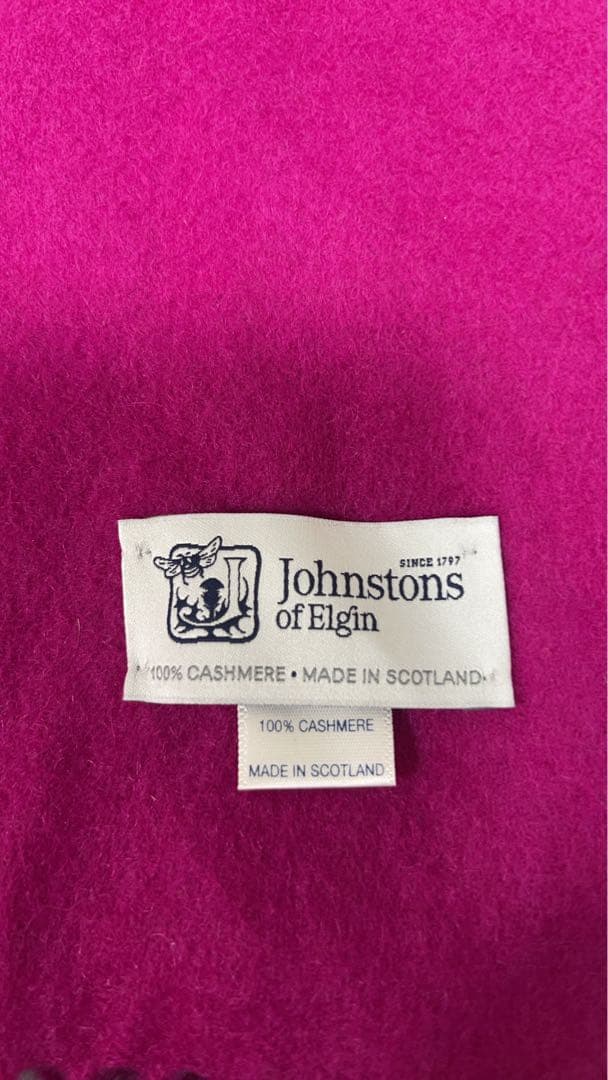 SINCE 1797
Johnstons
of Elgin
100% CASHMERE • MADE IN SCOTLAND
100% CASHMERE
MADE IN SCOTLAND